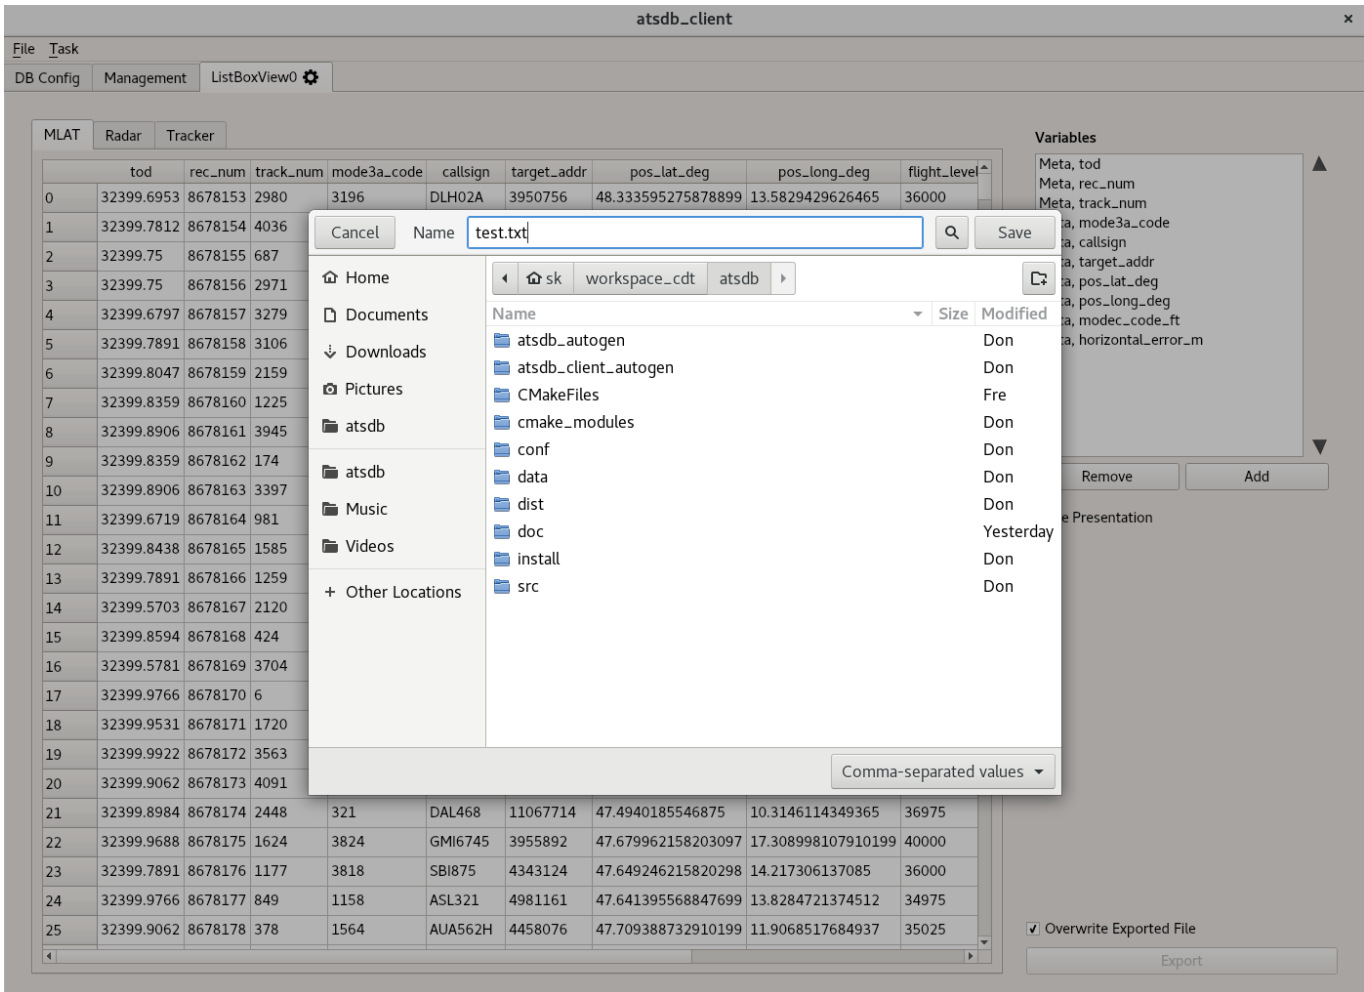 atsdb_client ×
File Task
DB Config Management ListBoxView0
MLAT Radar Tracker
Variables
tod rec_num track_num mode3a_code callsign target_addr pos_lat_deg pos_long_deg flight_level
Meta, tod
Meta, rec_num
Meta, track_num
ta, mode3a_code
ta, callsign
ta, target_addr
ta, pos_lat_deg
ta, pos_long_deg
ta, modec_code_ft
ta, horizontal_error_m
Remove Add
e Presentation
0 32399.6953 8678153 2980 3196 DLH02A 3950756 48.333595275878899 13.5829429626465 36000
1 32399.7812 8678154 4036
2 32399.75 8678155 687
3 32399.75 8678156 2971
4 32399.6797 8678157 3279
5 32399.7891 8678158 3106
6 32399.8047 8678159 2159
7 32399.8359 8678160 1225
8 32399.8906 8678161 3945
9 32399.8359 8678162 174
10 32399.8906 8678163 3397
11 32399.6719 8678164 981
12 32399.8438 8678165 1585
13 32399.7891 8678166 1259
14 32399.5703 8678167 2120
15 32399.8594 8678168 424
16 32399.5781 8678169 3704
17 32399.9766 8678170 6
18 32399.9531 8678171 1720
19 32399.9922 8678172 3563
20 32399.9062 8678173 4091
21 32399.8984 8678174 2448 321 DAL468 11067714 47.4940185546875 10.3146114349365 36975
22 32399.9688 8678175 1624 3824 GMI6745 3955892 47.679962158203097 17.308998107910199 40000
23 32399.7891 8678176 1177 3818 SBI875 4343124 47.649246215820298 14.217306137085 36000
24 32399.9766 8678177 849 1158 ASL321 4981161 47.641395568847699 13.8284721374512 34975
25 32399.9062 8678178 378 1564 AUA562H 4458076 47.709388732910199 11.9068517684937 35025
Cancel Name test.txt Save
Home
Documents
Downloads
Pictures
atsdb
atsdb
Music
Videos
+ Other Locations
sk workspace_cdt atsdb
Name Size Modified
atsdb_autogen Don
atsdb_client_autogen Don
CMakeFiles Fre
cmake_modules Don
conf Don
data Don
dist Don
doc Yesterday
install Don
src Don
Comma-separated values
Overwrite Exported File
Export